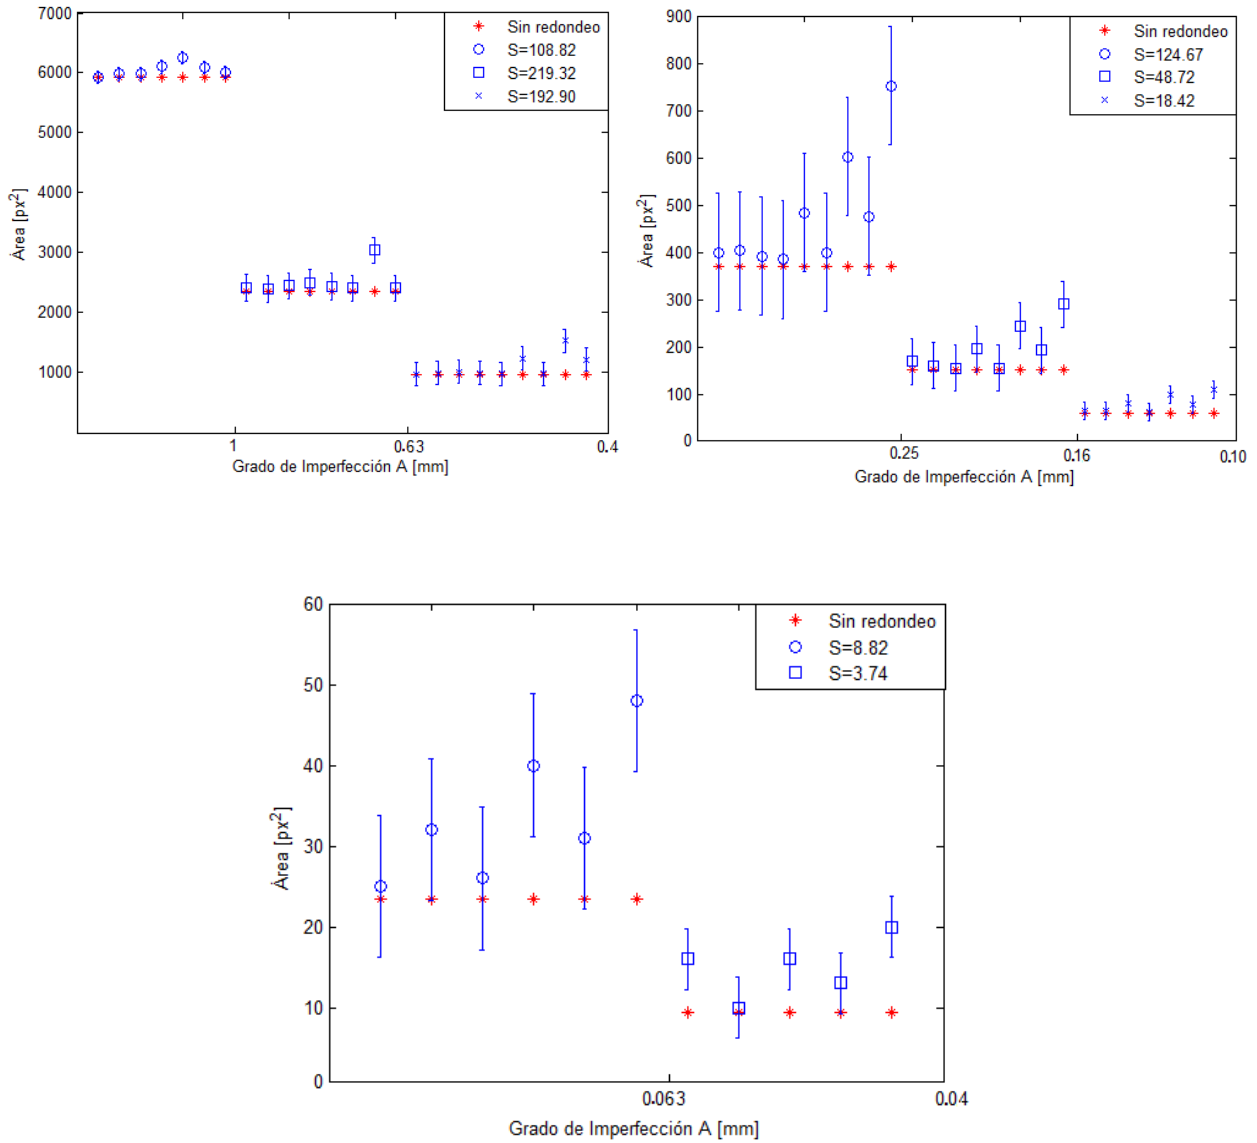 7000
6000
5000
4000
3000
2000
1000
Àrea [px²]
Sin redondeo
S=108.82
S=219.32
S=192.90
1 0.63 0.4
Grado de Imperfección A [mm]
900
800
700
600
500
400
300
200
100
0
Àrea [px²]
Sin redondeo
S=124.67
S=48.72
S=18.42
0.25 0.16 0.10
Grado de Imperfección A [mm]
60
50
40
30
20
10
0
Àrea [px²]
Sin redondeo
S=8.82
S=3.74
0.063 0.04
Grado de Imperfección A [mm]